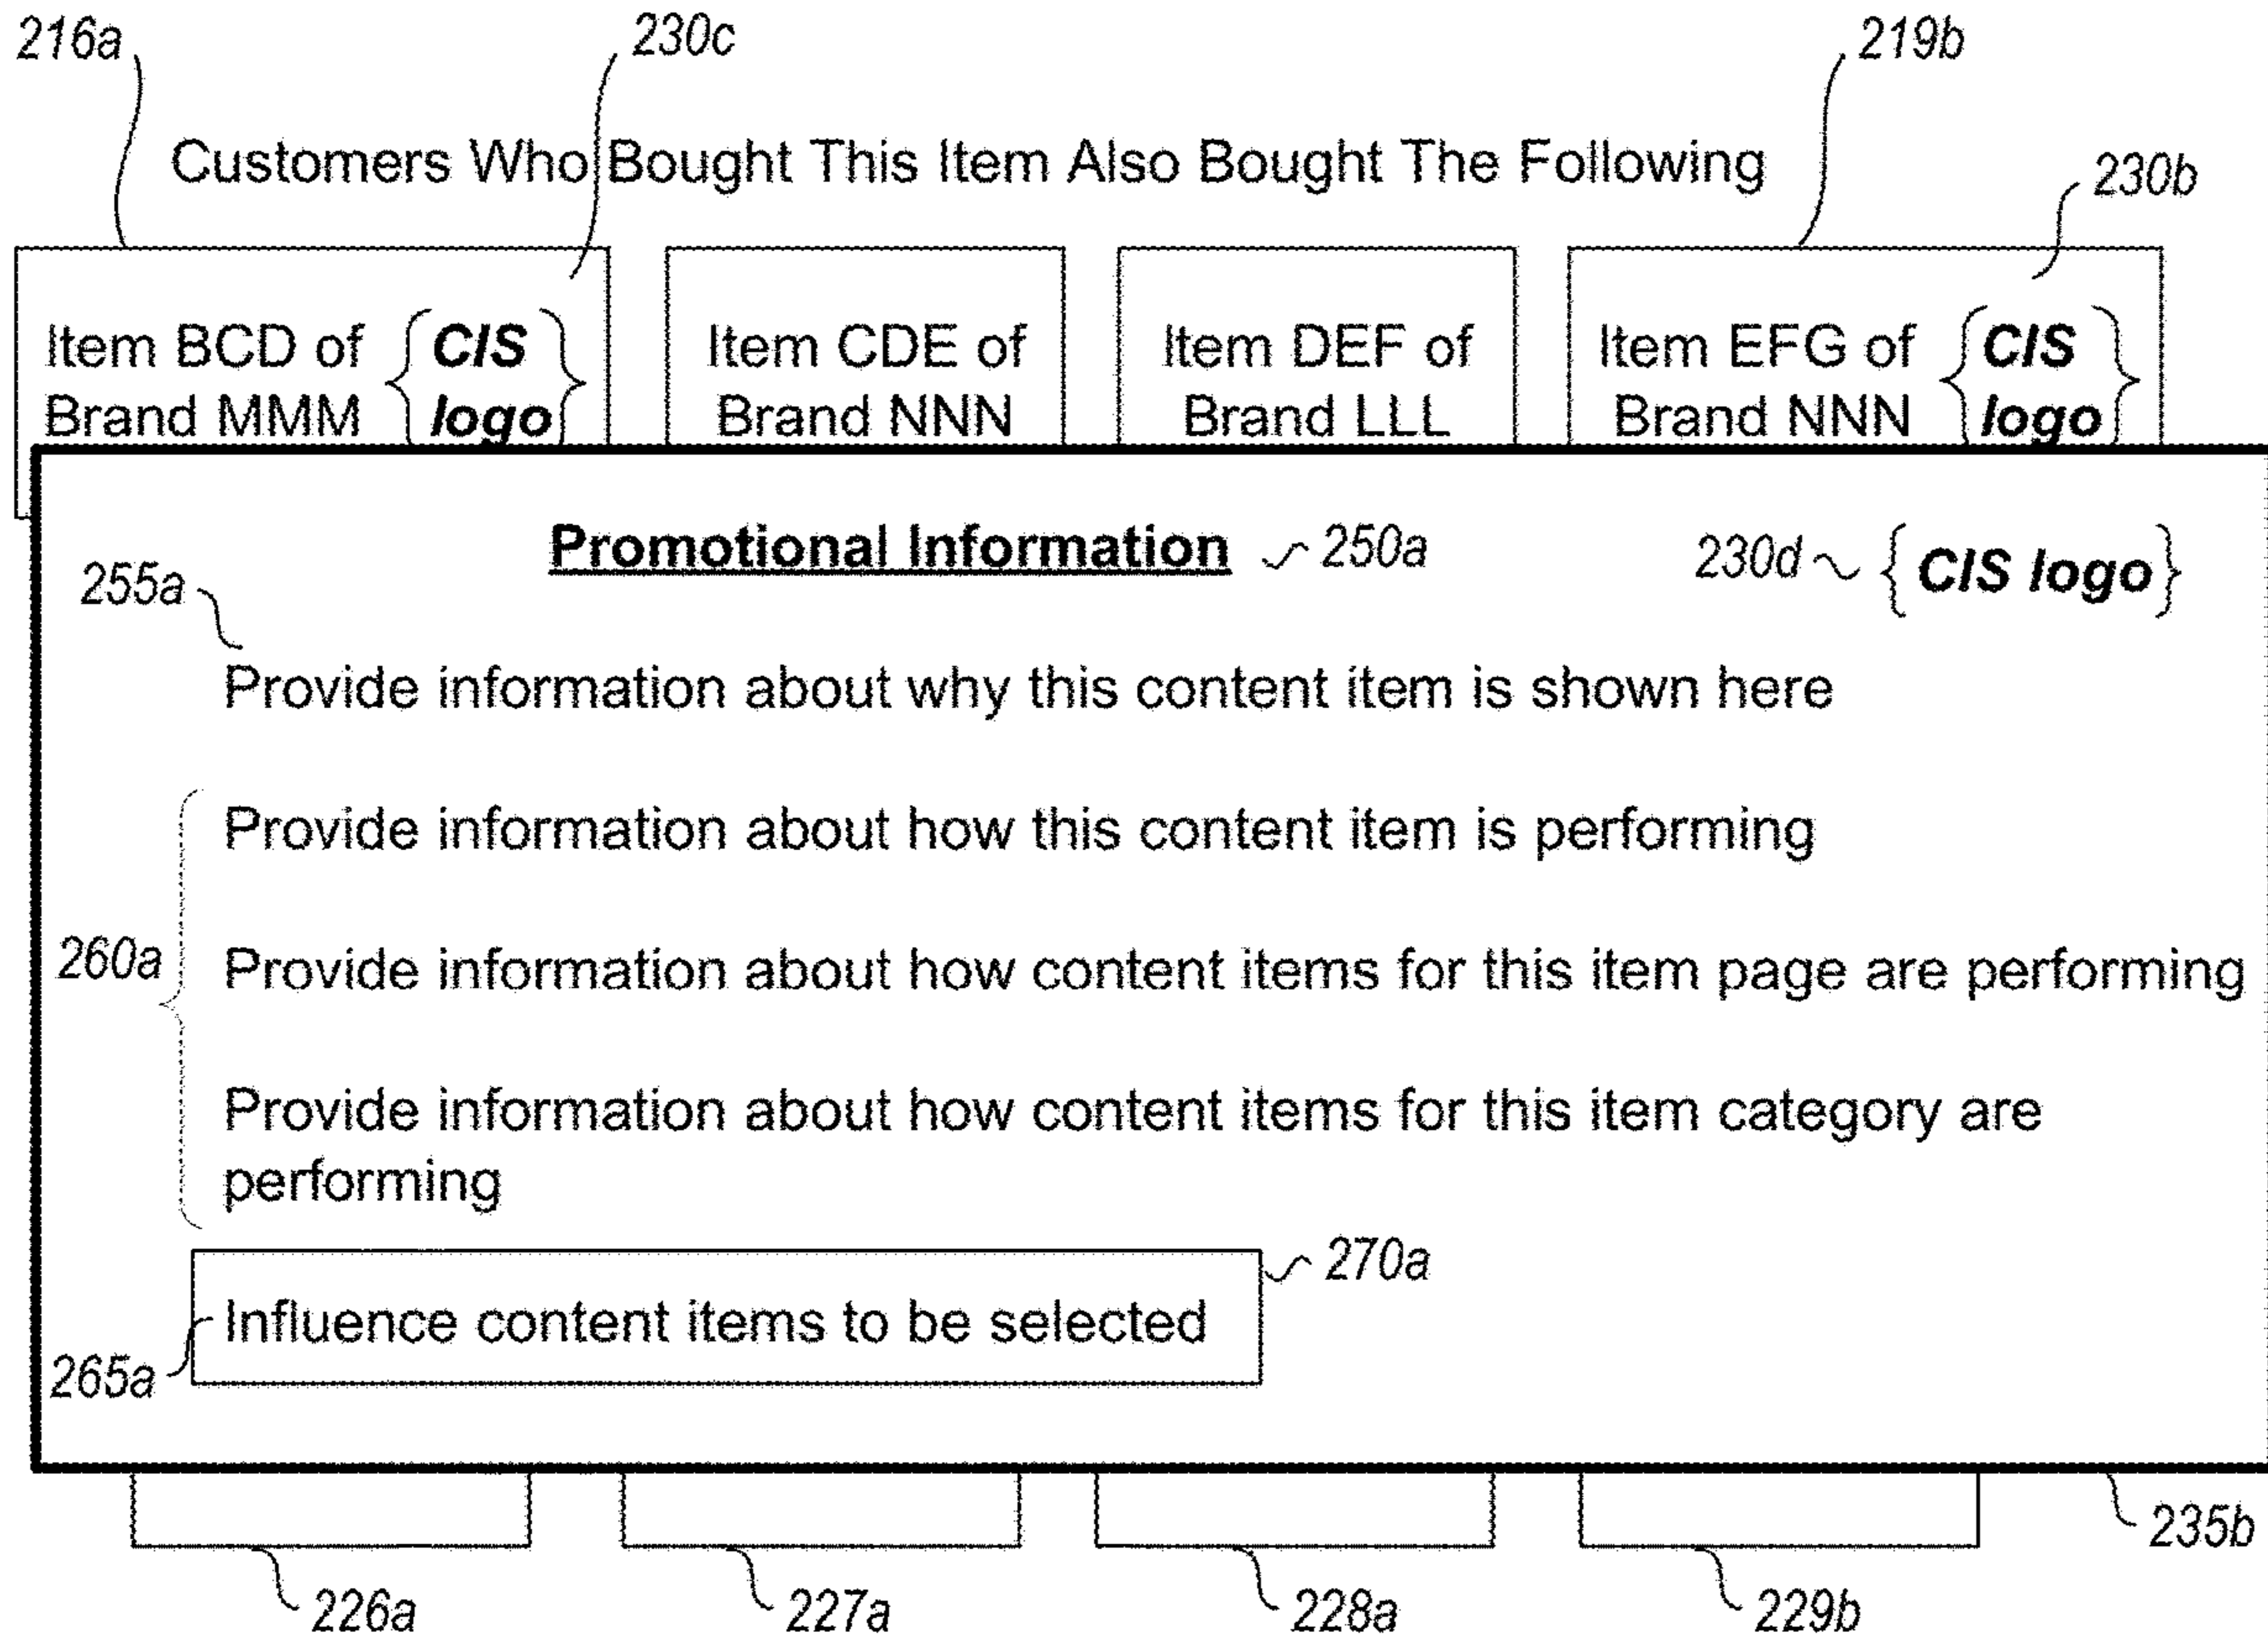 216a
230c
219b
Customers Who Bought This Item Also Bought The Following
230b
Item BCD of
Brand MMM
{CIS
logo}
Item CDE of
Brand NNN
Item DEF of
Brand LLL
Item EFG of
Brand NNN
{CIS
logo}
Promotional Information
250a
230d
{CIS logo}
255a
Provide information about why this content item is shown here
Provide information about how this content item is performing
260a
Provide information about how content items for this item page are performing
Provide information about how content items for this item category are
performing
270a
Influence content items to be selected
265a
235b
226a
227a
228a
229b